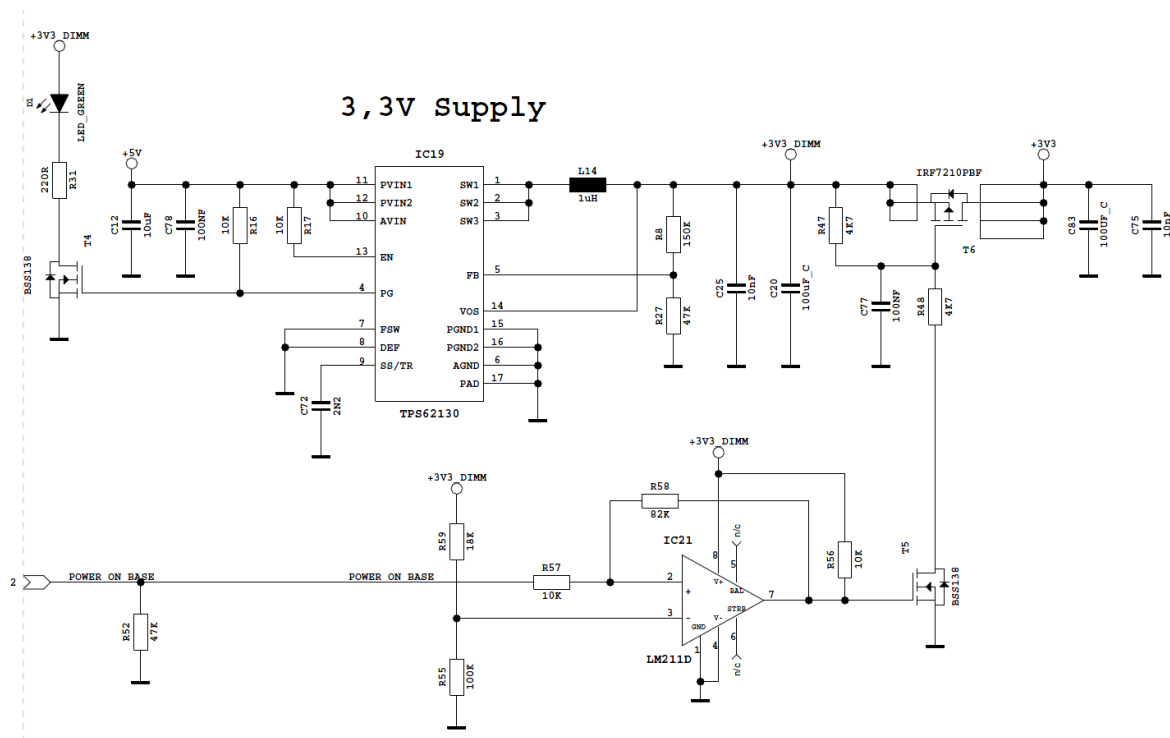 +3V3_DIMM
D1
LED_GREEN
220R
R31
T4
BSS138
3,3V Supply
+5V
C12
10uF
C78
100NF
10K
R16
10K
R17
IC19
11 PVIN1 SW1 1
12 PVIN2 SW2 2
10 AVIN SW3 3
13 EN
FB 5
4 PG
VOS 14
7 FSW PGND1 15
8 DEF PGND2 16
9 SS/TR AGND 6
PAD 17
TPS62130
C72
2N2
L14
1uH
R8
150K
R27
47K
C25
10nF
+3V3_DIMM
C20
100uF_C
R47
4K7
C77
100NF
IRF7210PBF
T6
R48
4K7
+3V3
C83
100UF_C
C75
10nF
2
POWER ON BASE
POWER ON BASE
R52
47K
+3V3_DIMM
R59
18K
R55
100K
R57
10K
R58
82K
+3V3_DIMM
IC21
2 +
3 -
8 V+
5 BAL
n/c
7
STRB 6
n/c
V- 4
GND 1
LM211D
R56
10K
T5
BSS138